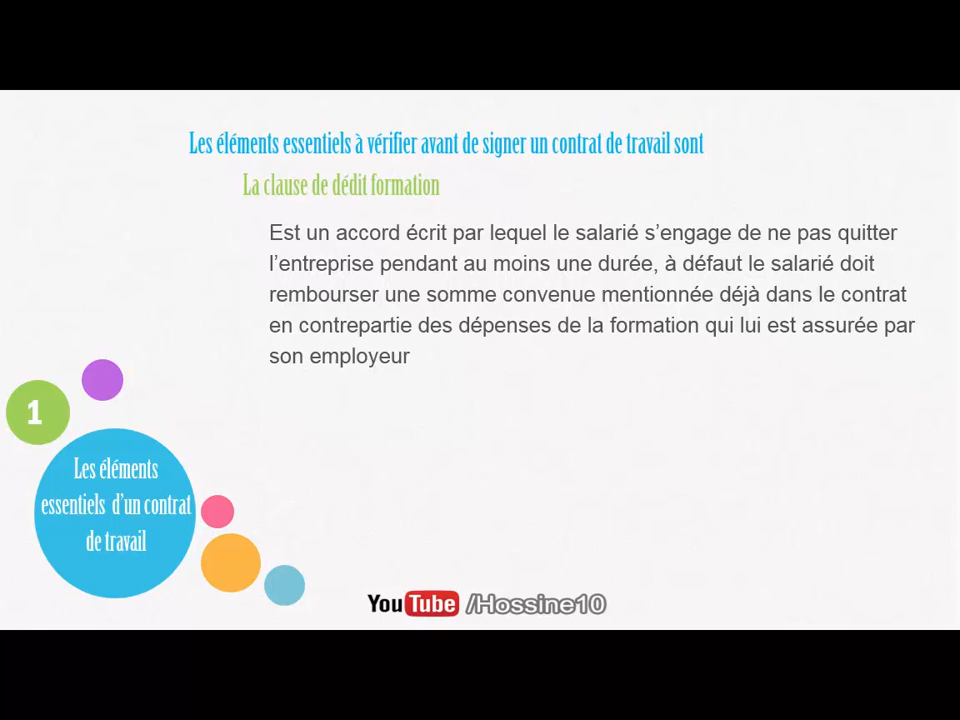 Les éléments essentiels à vérifier avant de signer un contrat de travail sont
La clause de dédit formation
Est un accord écrit par lequel le salarié s’engage de ne pas quitter
l’entreprise pendant au moins une durée, à défaut le salarié doit
rembourser une somme convenue mentionnée déjà dans le contrat
en contrepartie des dépenses de la formation qui lui est assurée par
son employeur
1
Les éléments
essentiels d’un contrat
de travail
YouTube /Hossine10